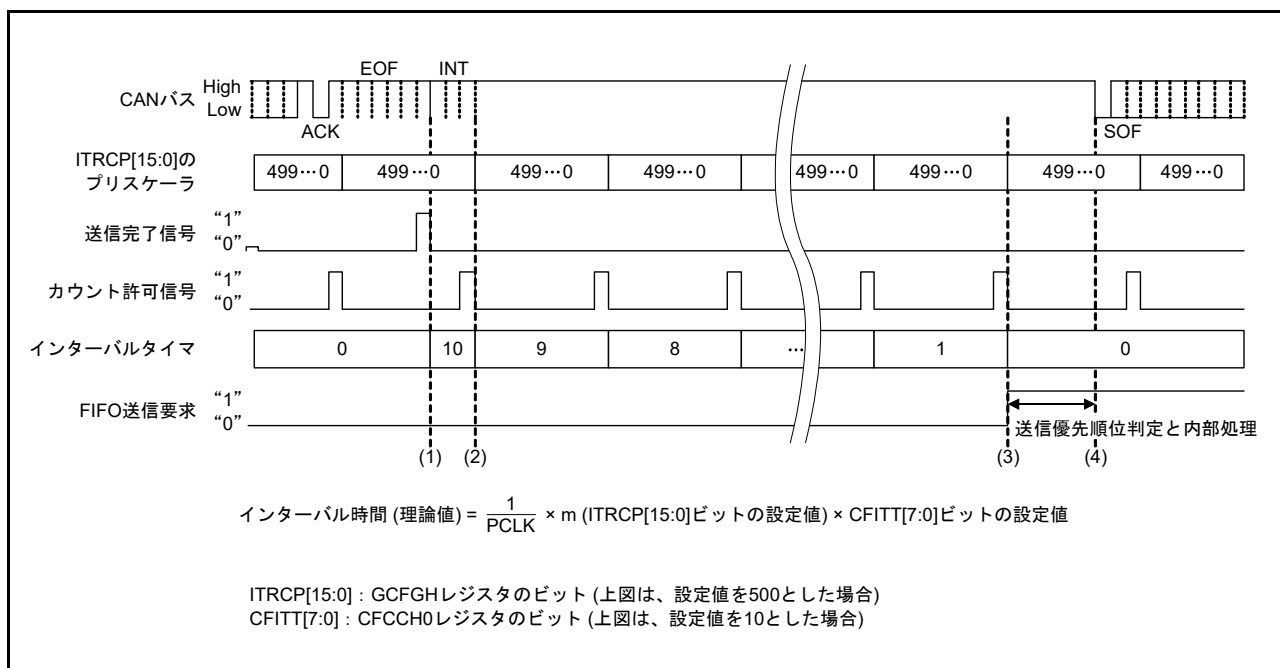 EOF INT
CANバス High
Low
ACK
SOF
ITRCP[15:0]の
プリスケーラ
499…0 499…0 499…0 499…0 499…0 499…0 499…0 499…0
送信完了信号 “1”
“0”
カウント許可信号 “1”
“0”
インターバルタイマ 0 10 9 8 … 1 0
FIFO送信要求 “1”
“0”
送信優先順位判定と内部処理
(1) (2) (3) (4)
インターバル時間 (理論値) = 1/PCLK × m (ITRCP[15:0]ビットの設定値) × CFITT[7:0]ビットの設定値
ITRCP[15:0] : GCFGHレジスタのビット (上図は、設定値を500とした場合)
CFITT[7:0] : CFCCH0レジスタのビット (上図は、設定値を10とした場合)